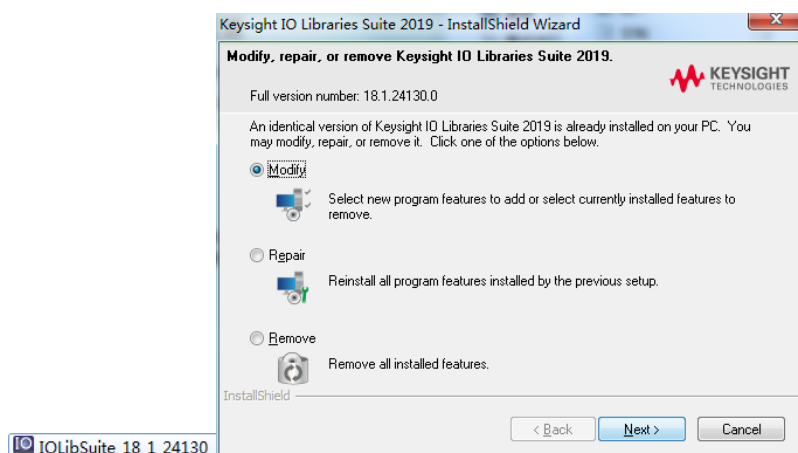 Keysight IO Libraries Suite 2019 - InstallShield Wizard
Modify, repair, or remove Keysight IO Libraries Suite 2019.
KEYSIGHT
TECHNOLOGIES
Full version number: 18.1.24130.0
An identical version of Keysight IO Libraries Suite 2019 is already installed on your PC. You
may modify, repair, or remove it. Click one of the options below.
Modify
Select new program features to add or select currently installed features to
remove.
Repair
Reinstall all program features installed by the previous setup.
Remove
Remove all installed features.
InstallShield
< Back
Next >
Cancel
IO IOLibSuite_18_1_24130